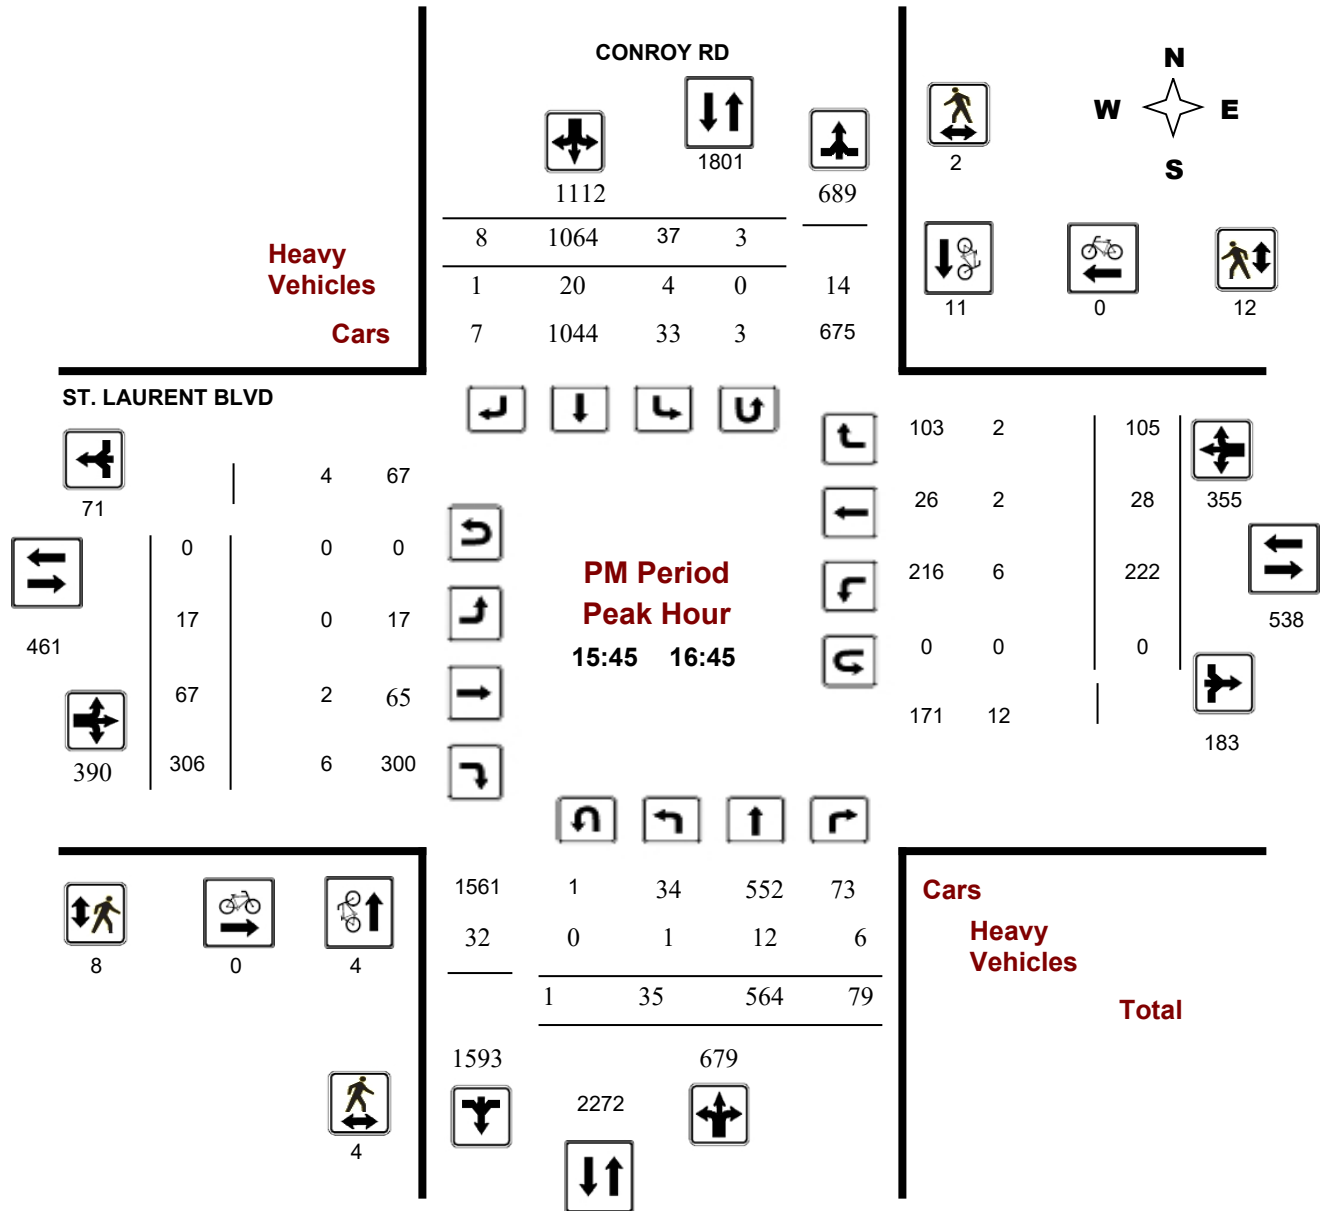 CONROY RD
N
W E
S
1801
2
1112
689
8 1064 37 3
Heavy
Vehicles
1 20 4 0 14
11 0 12
Cars
7 1044 33 3 675
ST. LAURENT BLVD
103 2 105
4 67
71
26 2 28 355
0 0 0
PM Period
216 6 222
Peak Hour
17 0 17
538
461
15:45 16:45
0 0 0
67 2 65
171 12
183
390 306 6 300
1561 1 34 552 73
Cars
32 0 1 12 6
Heavy
Vehicles
8 0 4
1 35 564 79
Total
1593 679
2272
4